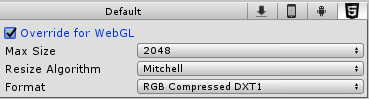 Default
Override for WebGL
Max Size 2048
Resize Algorithm Mitchell
Format RGB Compressed DXT1